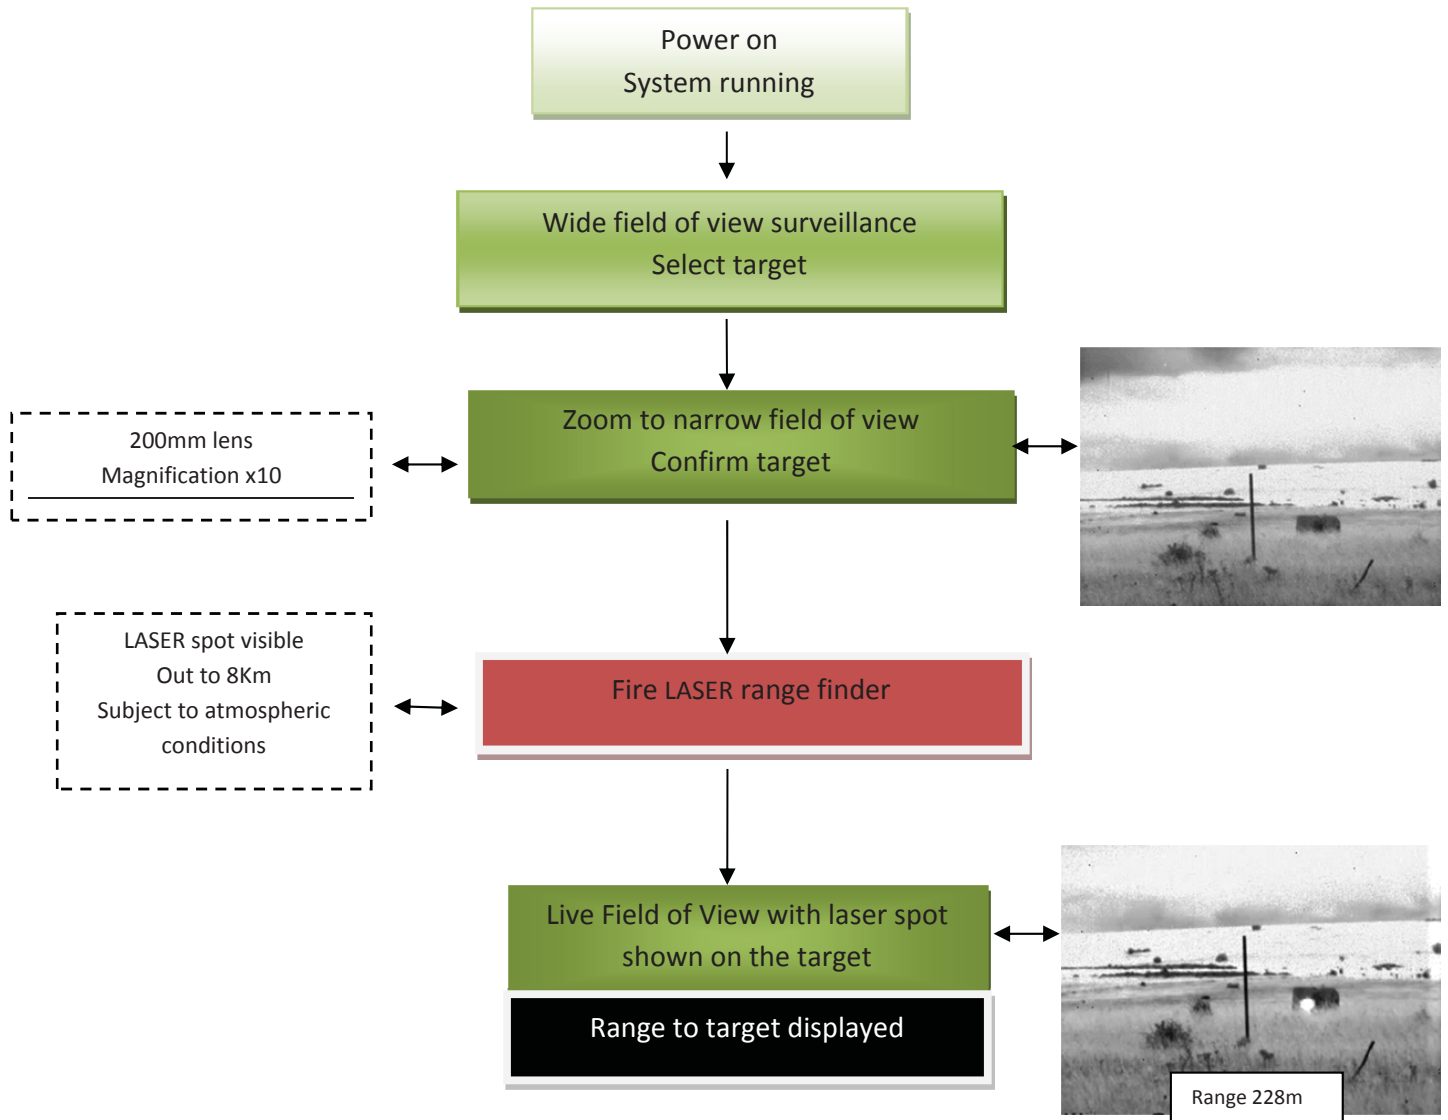 Power on
System running
Wide field of view surveillance
Select target
Zoom to narrow field of view
Confirm target
200mm lens
Magnification x10
LASER spot visible
Out to 8Km
Subject to atmospheric
conditions
Fire LASER range finder
Live Field of View with laser spot
shown on the target
Range to target displayed
Range 228m